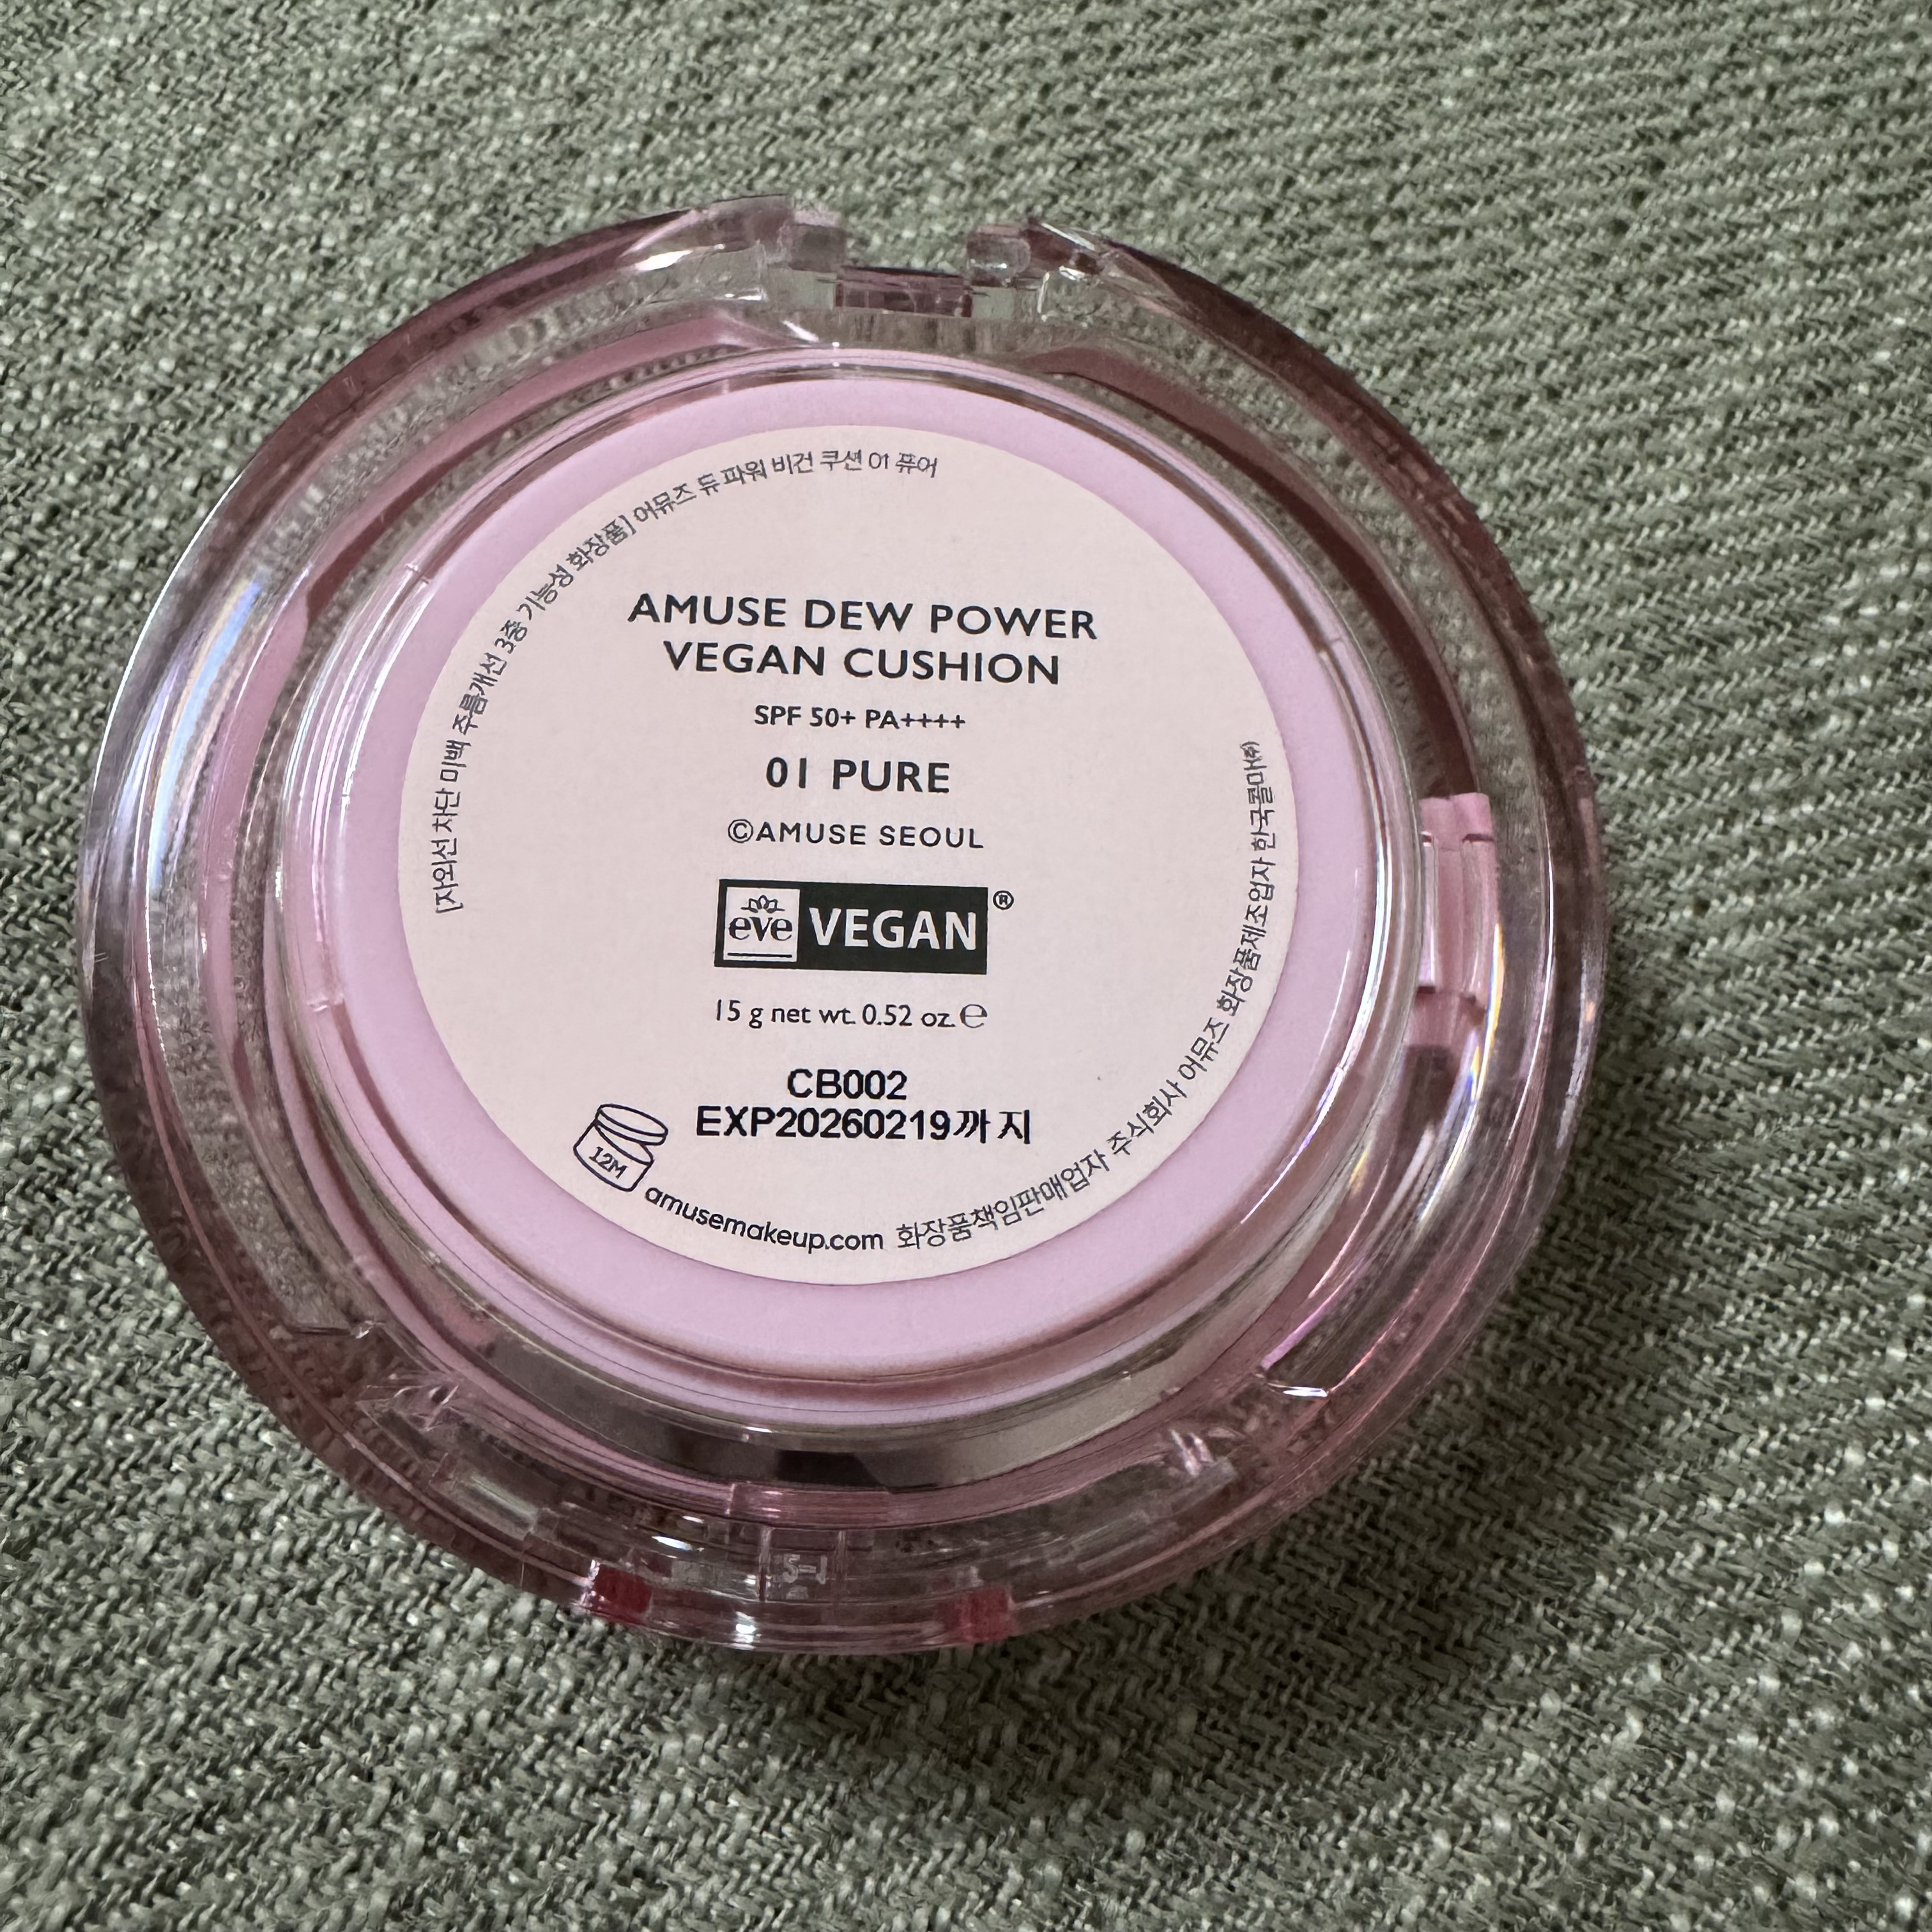 [자외선 차단 미백 주름개선 3중 기능성 화장품] 어뮤즈 듀 파워 비건 쿠션 01 퓨어
AMUSE DEW POWER
VEGAN CUSHION
SPF 50+ PA++++
01 PURE
©AMUSE SEOUL
eve VEGAN®
15 g net wt. 0.52 oz. ℮
CB002
EXP20260219까지
12M
amusemakeup.com 화장품책임판매업자 주식회사 어뮤즈 화장품제조업자 한국콜마㈜